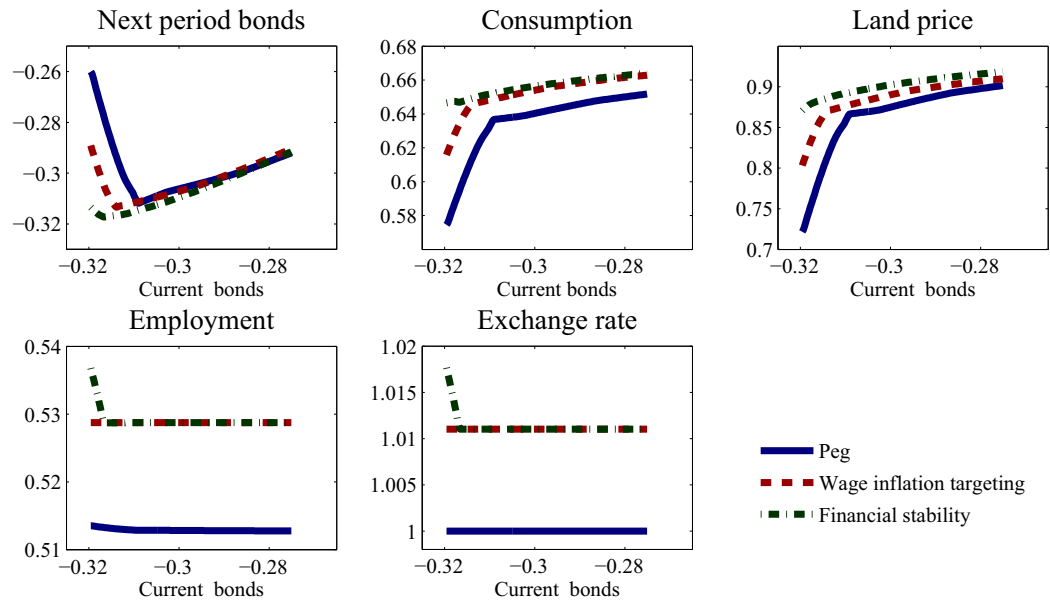 Next period bonds
−0.26
−0.28
−0.3
−0.32
−0.32 −0.3 −0.28
Current bonds
Consumption
0.68
0.66
0.64
0.62
0.6
0.58
−0.32 −0.3 −0.28
Current bonds
Land price
0.9
0.8
0.85
0.75
0.7
−0.32 −0.3 −0.28
Current bonds
Employment
0.54
0.53
0.52
0.51
−0.32 −0.3 −0.28
Current bonds
Exchange rate
1.02
1.015
1.01
1.005
1
−0.32 −0.3 −0.28
Current bonds
Peg
Wage inflation targeting
Financial stability